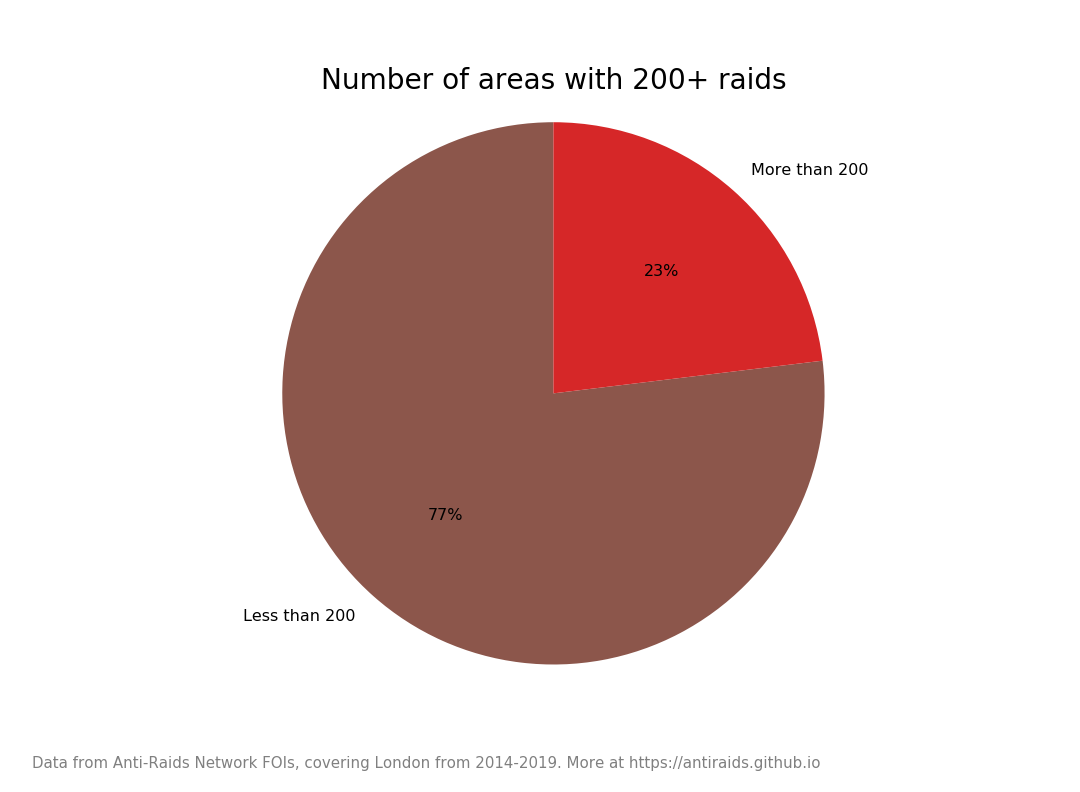 Number of areas with 200+ raids
More than 200
23%
77%
Less than 200
Data from Anti-Raids Network FOIs, covering London from 2014-2019. More at https://antiraids.github.io